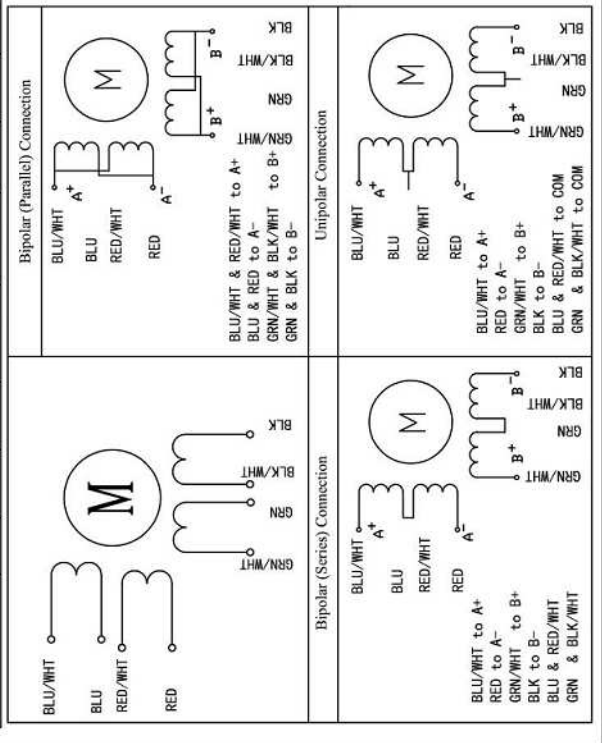 BLU/WHT
BLU
RED/WHT
RED
M
GRN/WHT
GRN
BLK/WHT
BLK
Bipolar (Parallel) Connection
BLU/WHT
A+
BLU
RED/WHT
RED
A-
M
B+
B-
GRN/WHT
GRN
BLK/WHT
BLK
BLU/WHT & RED/WHT to A+
BLU & RED to A-
GRN/WHT & BLK/WHT to B+
GRN & BLK to B-
Bipolar (Series) Connection
BLU/WHT
A+
BLU
RED/WHT
RED
A-
M
B+
B-
GRN/WHT
GRN
BLK/WHT
BLK
BLU/WHT to A+
RED to A-
GRN/WHT to B+
BLK to B-
BLU & RED/WHT
GRN & BLK/WHT
Unipolar Connection
BLU/WHT
A+
BLU
RED/WHT
RED
A-
M
B+
B-
GRN/WHT
GRN
BLK/WHT
BLK
BLU/WHT to A+
RED to A-
GRN/WHT to B+
BLK to B-
BLU & RED/WHT to COM
GRN & BLK/WHT to COM